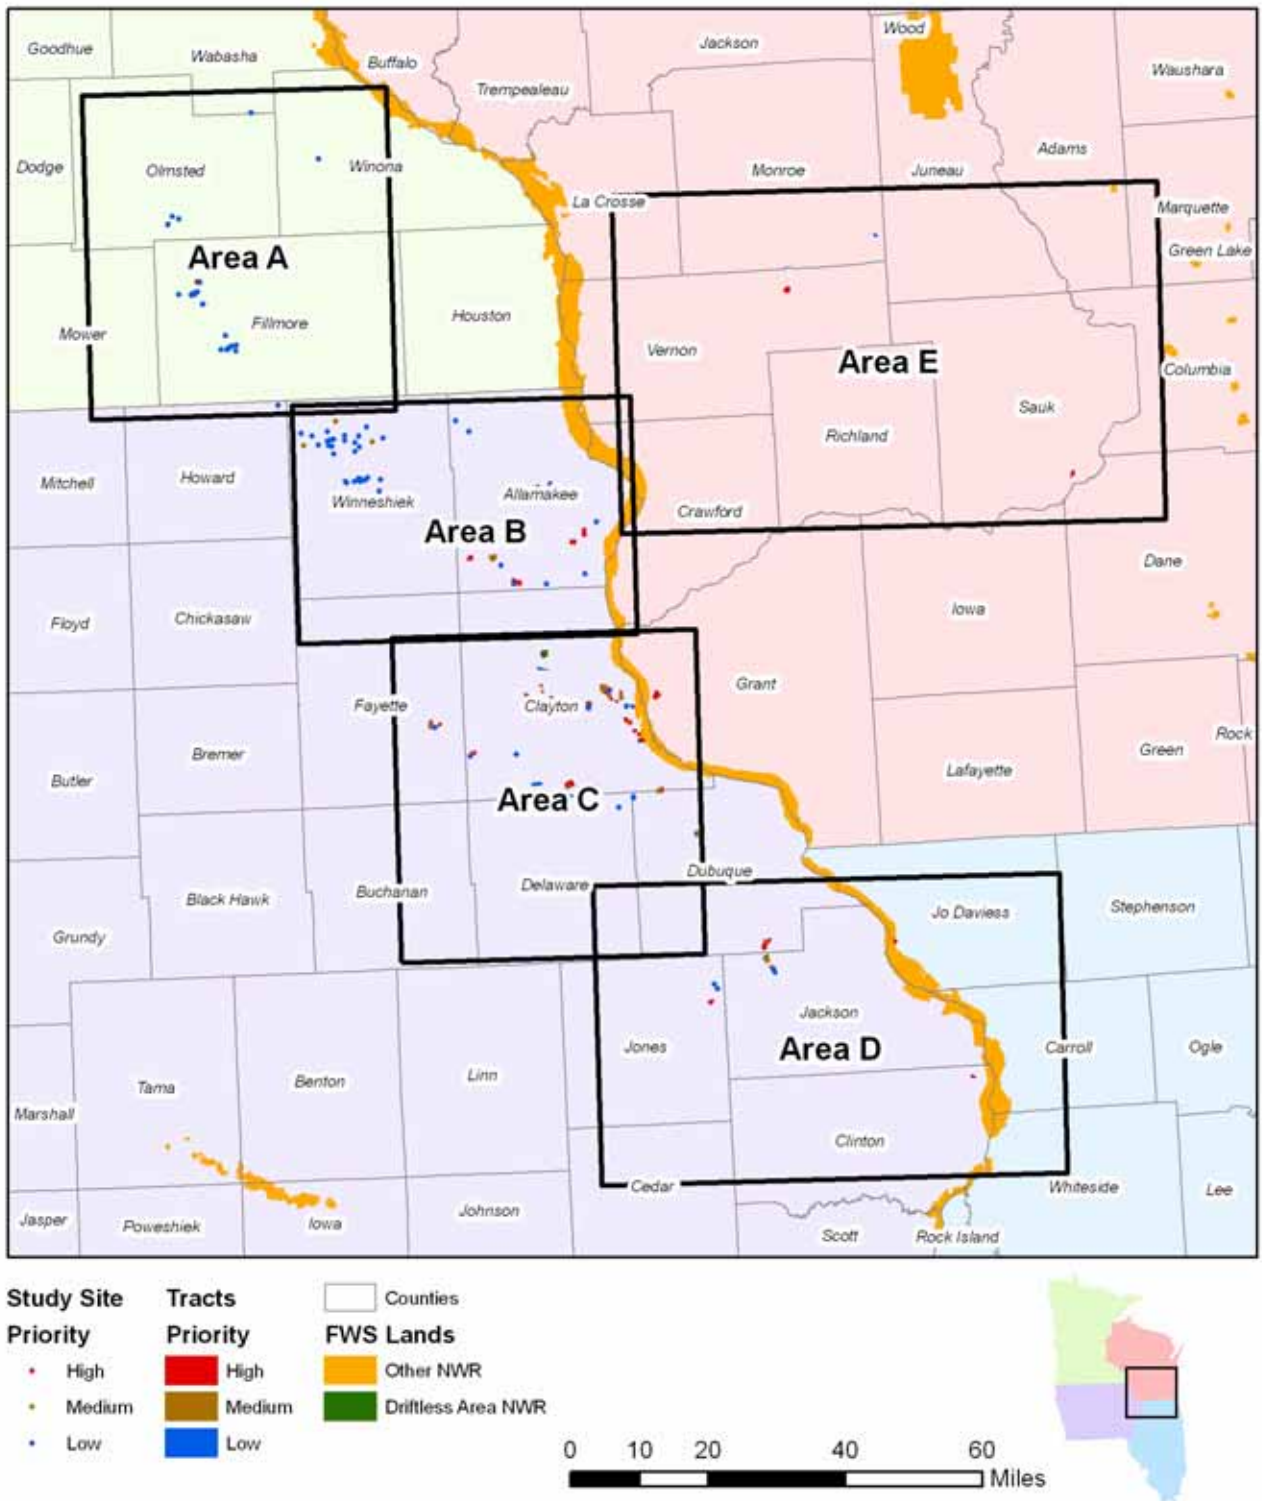 Goodhue
Wabasha
Buffalo
Trempealeau
Jackson
Wood
Waushara
Dodge
Olmsted
Winona
Monroe
Juneau
Adams
La Crosse
Marquette
Green Lake
Area A
Mower
Fillmore
Houston
Vernon
Area E
Columbia
Richland
Sauk
Mitchell
Howard
Winneshiek
Allamakee
Crawford
Area B
Dane
Floyd
Chickasaw
Iowa
Fayette
Clayton
Grant
Butler
Bremer
Lafayette
Green
Rock
Area C
Grundy
Black Hawk
Buchanan
Delaware
Dubuque
Jo Daviess
Stephenson
Jackson
Area D
Jones
Carroll
Ogle
Marshall
Tama
Benton
Linn
Clinton
Cedar
Whiteside
Lee
Jasper
Poweshiek
Iowa
Johnson
Scott
Rock Island
Study Site
Priority
High
Medium
Low
Tracts
Priority
High
Medium
Low
Counties
FWS Lands
Other NWR
Driftless Area NWR
0 10 20 40 60
Miles